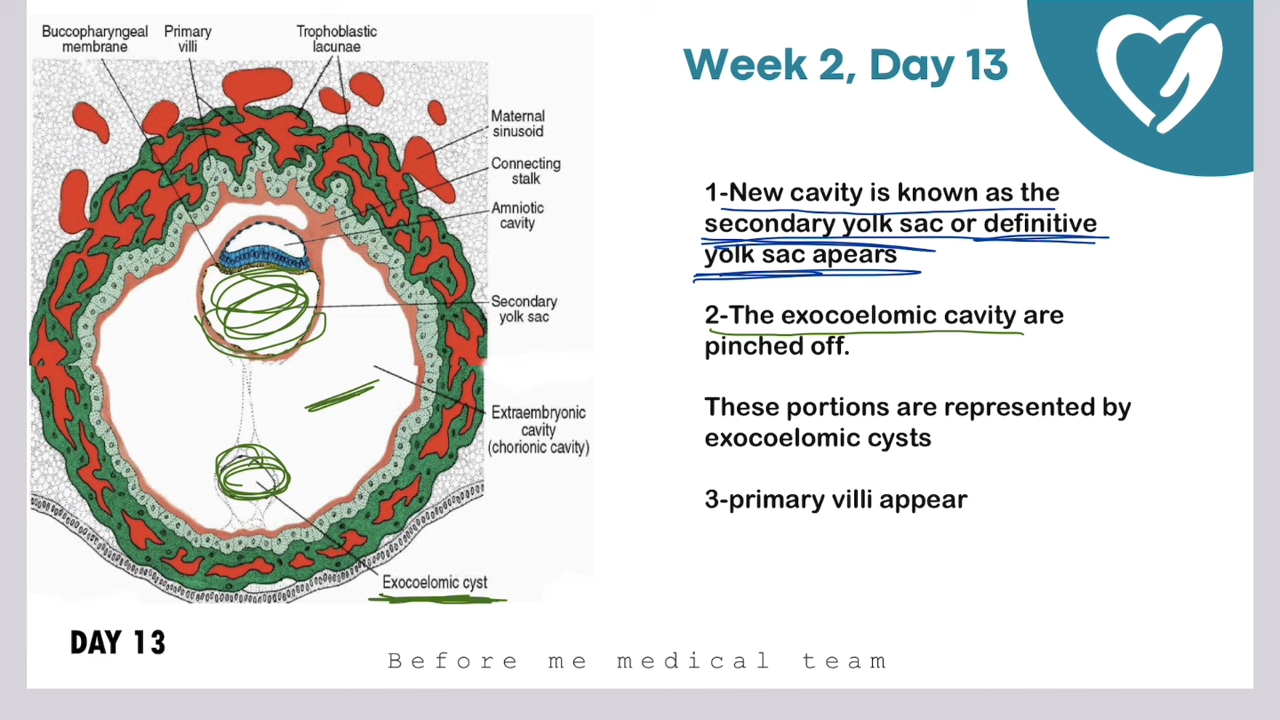 Buccopharyngeal
membrane
Primary
villi
Trophoblastic
lacunae
Maternal
sinusoid
Connecting
stalk
Amniotic
cavity
Secondary
yolk sac
Extraembryonic
cavity
(chorionic cavity)
Exocoelomic cyst
DAY 13
Week 2, Day 13
1-New cavity is known as the
secondary yolk sac or definitive
yolk sac apears
2-The exocoelomic cavity are
pinched off.
These portions are represented by
exocoelomic cysts
3-primary villi appear
Before me medical team